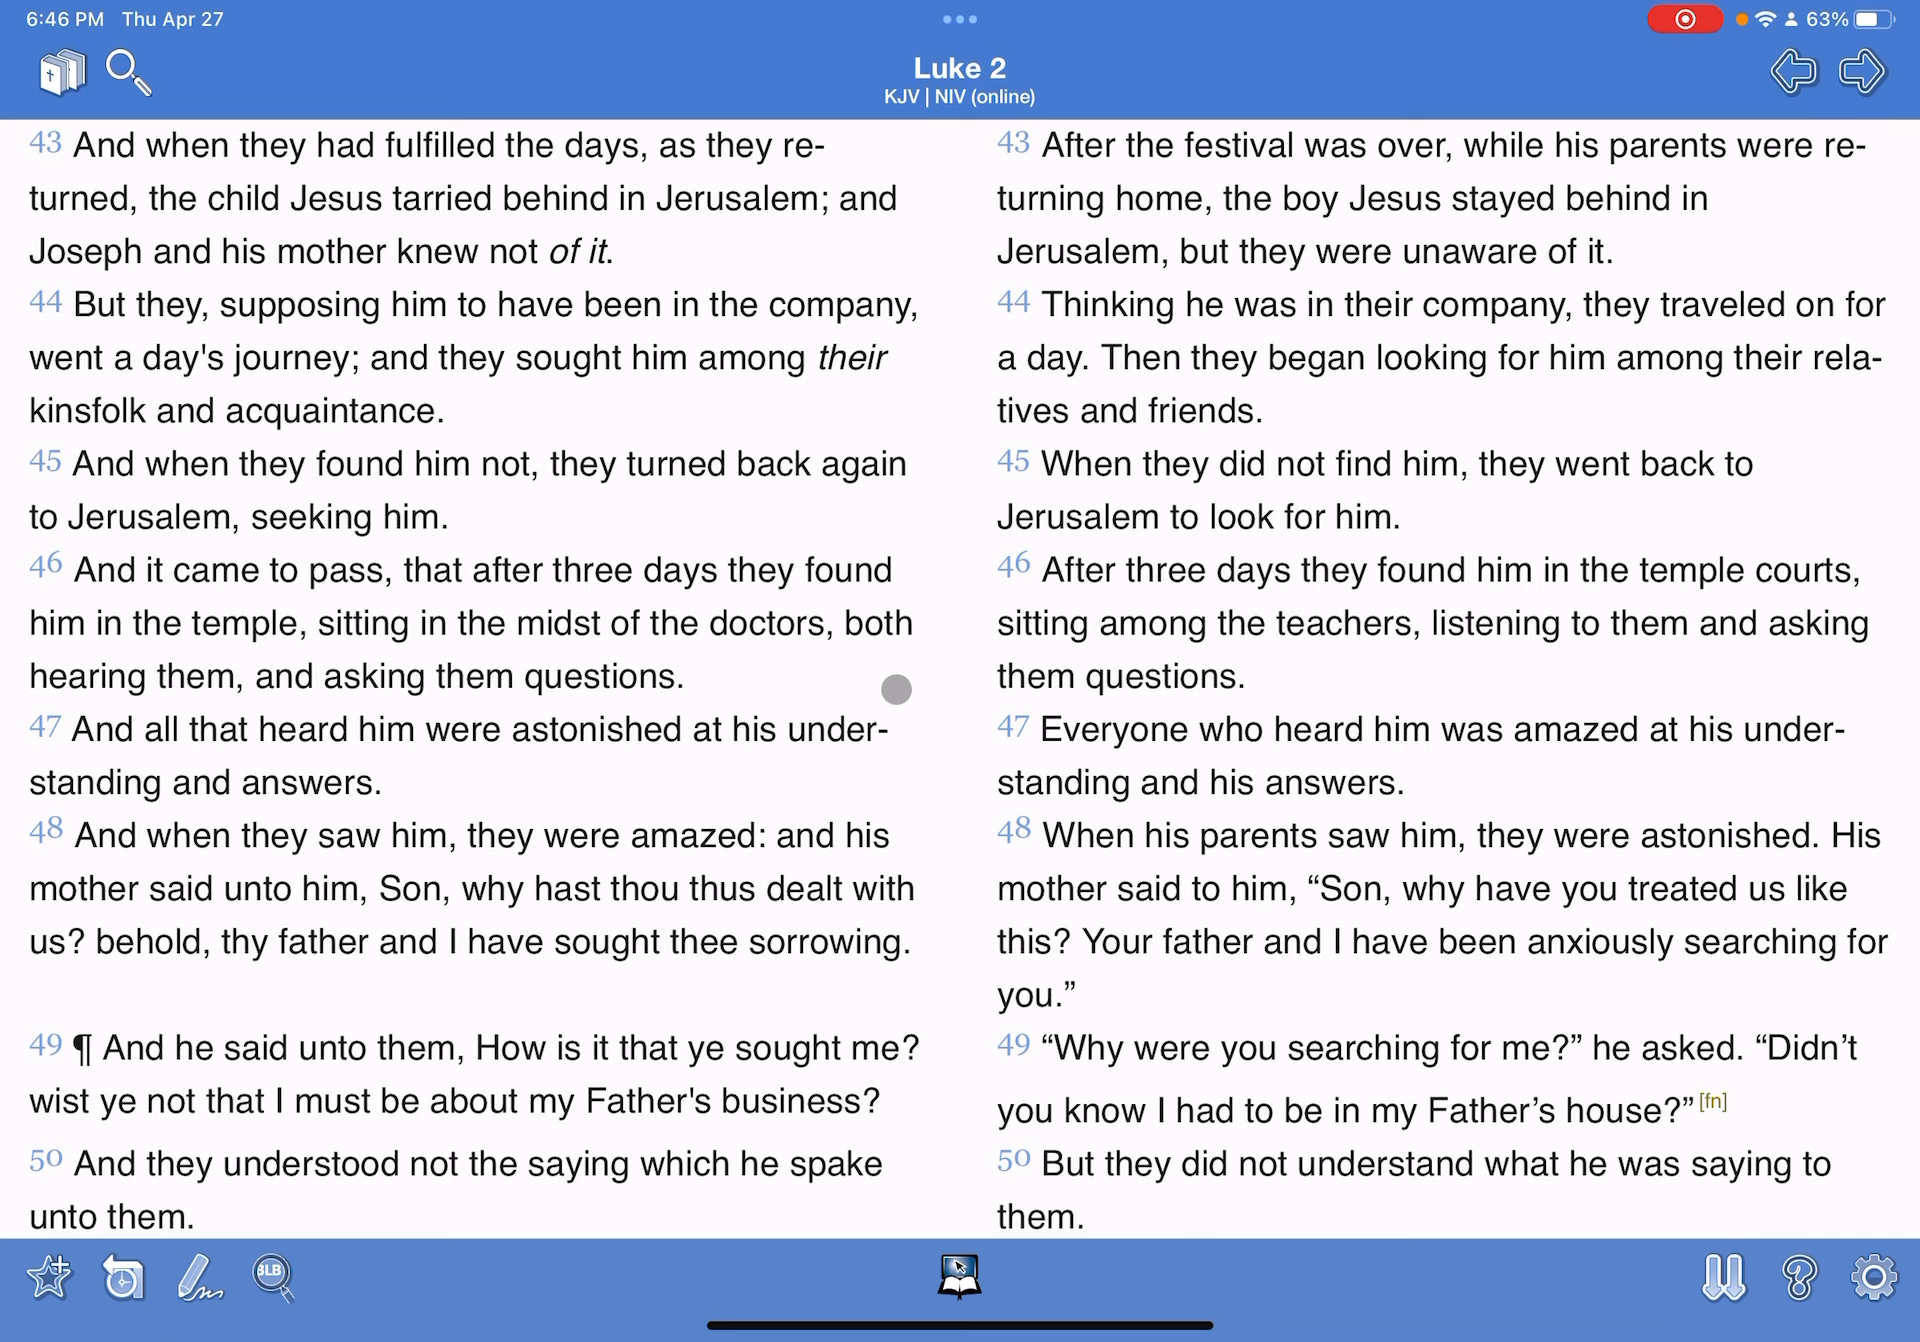 6:46 PM Thu Apr 27
63%
Luke 2
KJV | NIV (online)
43 And when they had fulfilled the days, as they re-
turned, the child Jesus tarried behind in Jerusalem; and
Joseph and his mother knew not of it.
44 But they, supposing him to have been in the company,
went a day's journey; and they sought him among their
kinsfolk and acquaintance.
45 And when they found him not, they turned back again
to Jerusalem, seeking him.
46 And it came to pass, that after three days they found
him in the temple, sitting in the midst of the doctors, both
hearing them, and asking them questions.
47 And all that heard him were astonished at his under-
standing and answers.
48 And when they saw him, they were amazed: and his
mother said unto him, Son, why hast thou thus dealt with
us? behold, thy father and I have sought thee sorrowing.
49 ¶ And he said unto them, How is it that ye sought me?
wist ye not that I must be about my Father's business?
50 And they understood not the saying which he spake
unto them.
43 After the festival was over, while his parents were re-
turning home, the boy Jesus stayed behind in
Jerusalem, but they were unaware of it.
44 Thinking he was in their company, they traveled on for
a day. Then they began looking for him among their rela-
tives and friends.
45 When they did not find him, they went back to
Jerusalem to look for him.
46 After three days they found him in the temple courts,
sitting among the teachers, listening to them and asking
them questions.
47 Everyone who heard him was amazed at his under-
standing and his answers.
48 When his parents saw him, they were astonished. His
mother said to him, “Son, why have you treated us like
this? Your father and I have been anxiously searching for
you.”
49 “Why were you searching for me?” he asked. “Didn’t
you know I had to be in my Father’s house?” [fn]
50 But they did not understand what he was saying to
them.
BLB